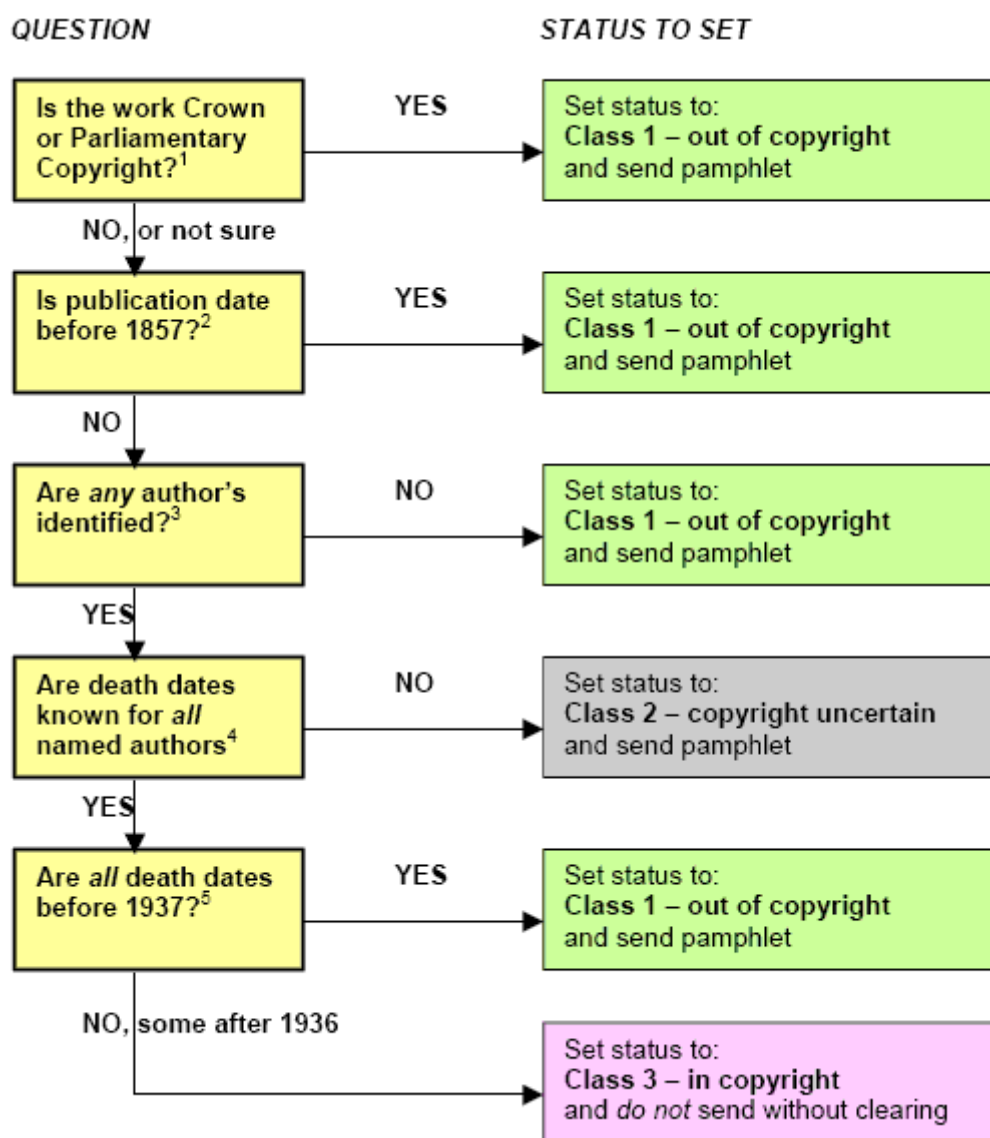 QUESTION
STATUS TO SET
Is the work Crown
or Parliamentary
Copyright?1
YES
Set status to:
Class 1 – out of copyright
and send pamphlet
NO, or not sure
Is publication date
before 1857?2
YES
Set status to:
Class 1 – out of copyright
and send pamphlet
NO
Are any author's
identified?3
NO
Set status to:
Class 1 – out of copyright
and send pamphlet
YES
Are death dates
known for all
named authors4
NO
Set status to:
Class 2 – copyright uncertain
and send pamphlet
YES
Are all death dates
before 1937?5
YES
Set status to:
Class 1 – out of copyright
and send pamphlet
NO, some after 1936
Set status to:
Class 3 – in copyright
and do not send without clearing